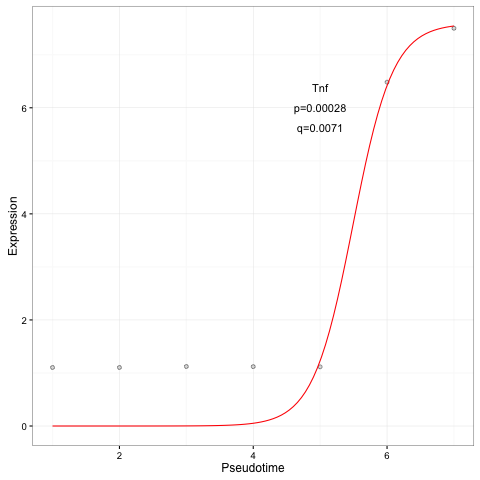 Tnf
p=0.00028
q=0.0071
6
4
2
0
Expression
2 4 6
Pseudotime